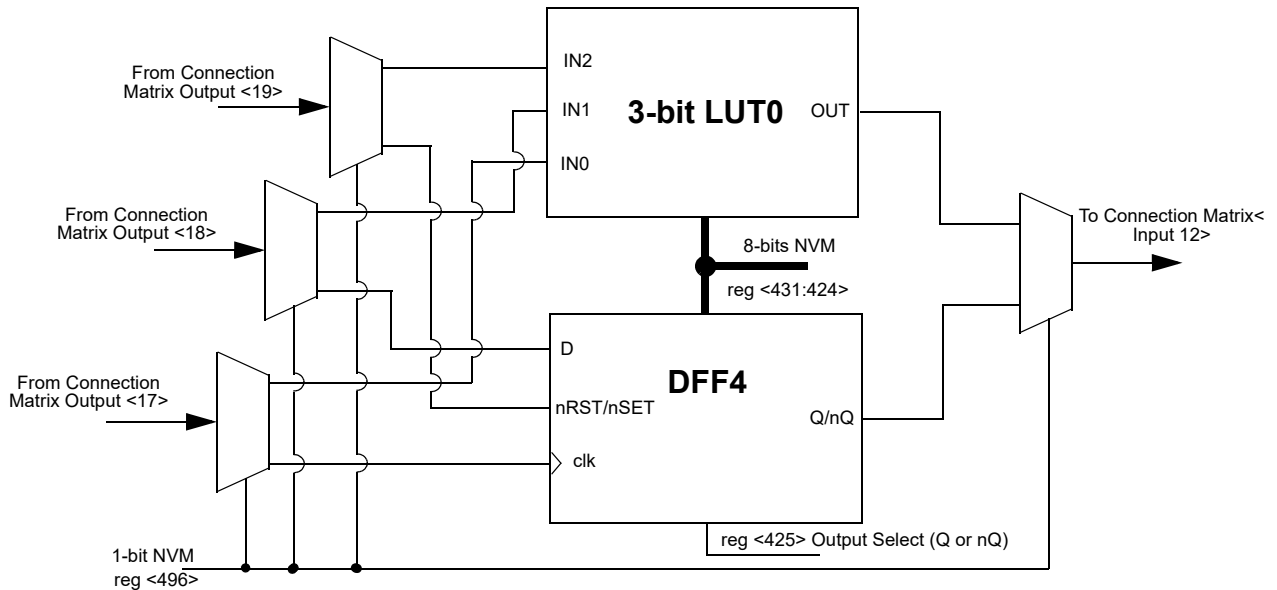 From Connection
Matrix Output <19>
IN2
IN1
IN0
3-bit LUT0
OUT
From Connection
Matrix Output <18>
To Connection Matrix<
Input 12>
8-bits NVM
reg <431:424>
From Connection
Matrix Output <17>
D
DFF4
nRST/nSET
Q/nQ
clk
reg <425> Output Select (Q or nQ)
1-bit NVM
reg <496>